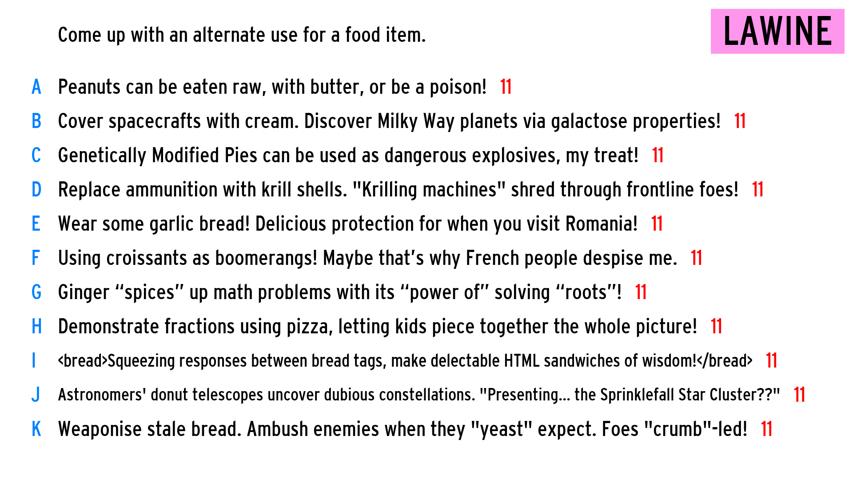 Come up with an alternate use for a food item.
LAWINE
A Peanuts can be eaten raw, with butter, or be a poison! 11
B Cover spacecrafts with cream. Discover Milky Way planets via galactose properties! 11
C Genetically Modified Pies can be used as dangerous explosives, my treat! 11
D Replace ammunition with krill shells. "Krilling machines" shred through frontline foes! 11
E Wear some garlic bread! Delicious protection for when you visit Romania! 11
F Using croissants as boomerangs! Maybe that’s why French people despise me. 11
G Ginger “spices” up math problems with its “power of” solving “roots”! 11
H Demonstrate fractions using pizza, letting kids piece together the whole picture! 11
I <bread>Squeezing responses between bread tags, make delectable HTML sandwiches of wisdom!</bread> 11
J Astronomers' donut telescopes uncover dubious constellations. "Presenting... the Sprinklefall Star Cluster??" 11
K Weaponise stale bread. Ambush enemies when they "yeast" expect. Foes "crumb"-led! 11